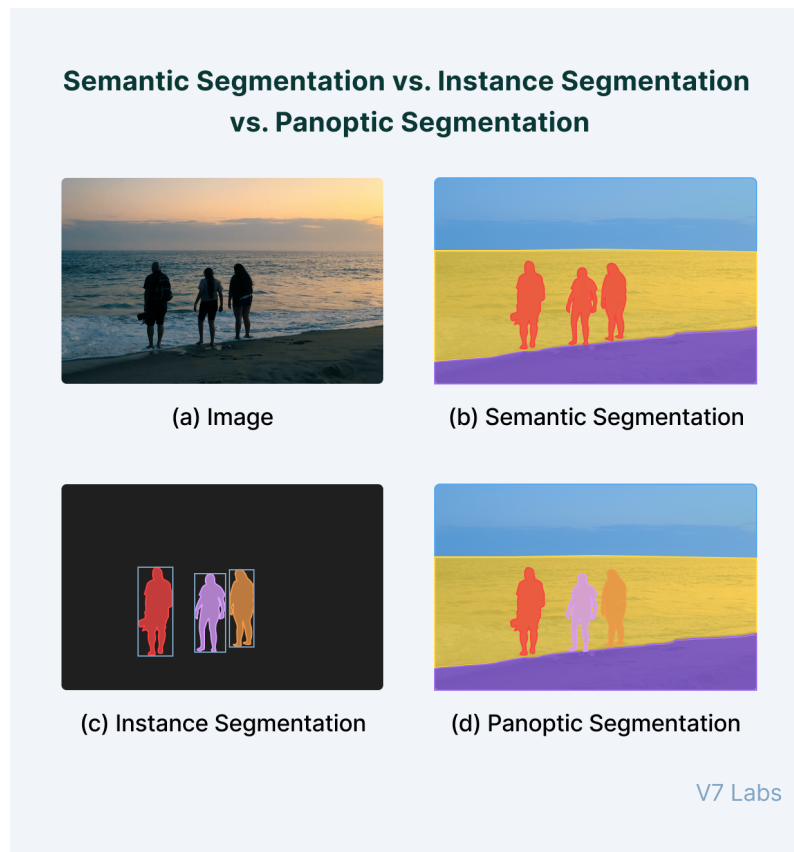 Semantic Segmentation vs. Instance Segmentation
vs. Panoptic Segmentation
(a) Image
(b) Semantic Segmentation
(c) Instance Segmentation
(d) Panoptic Segmentation
V7 Labs